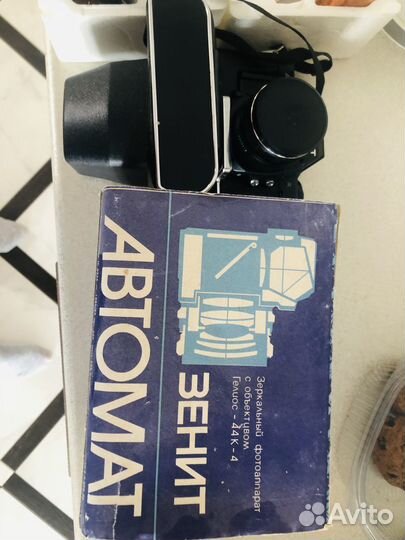 Зеркальный фотоаппарат
с объективом
Гелиос - 44К-4
ЗЕНИТ
АВТОМАТ
Avito